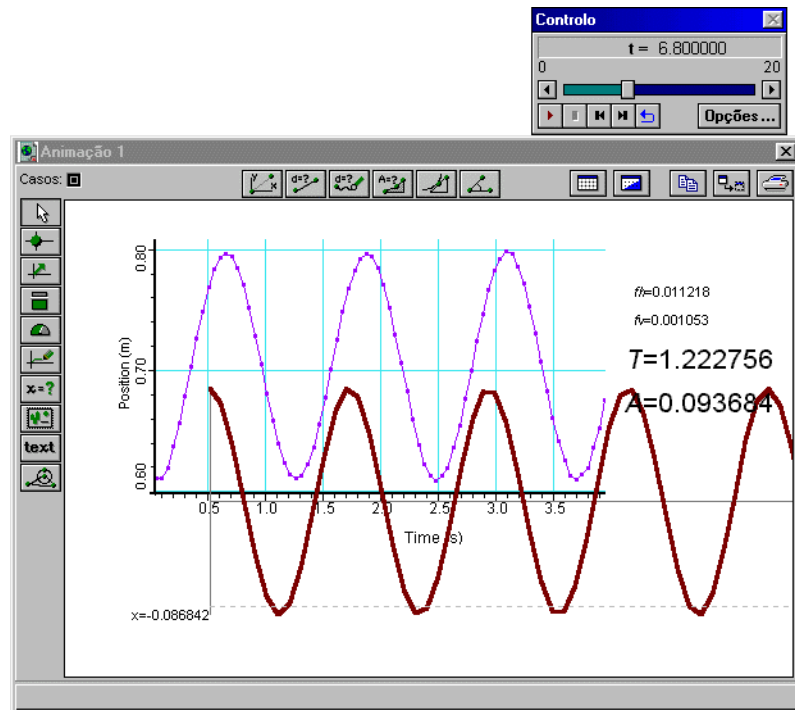 Controlo
t = 6.800000
0 20
Opções...
Animação 1
Casos:
y x d=? d=? A=?
x=?
text
Position (m)
0.80
0.70
0.60
fh=0.011218
fv=0.001053
T=1.222756
A=0.093684
0.5 1.0 1.5 2.0 2.5 3.0 3.5
Time (s)
x=-0.086842